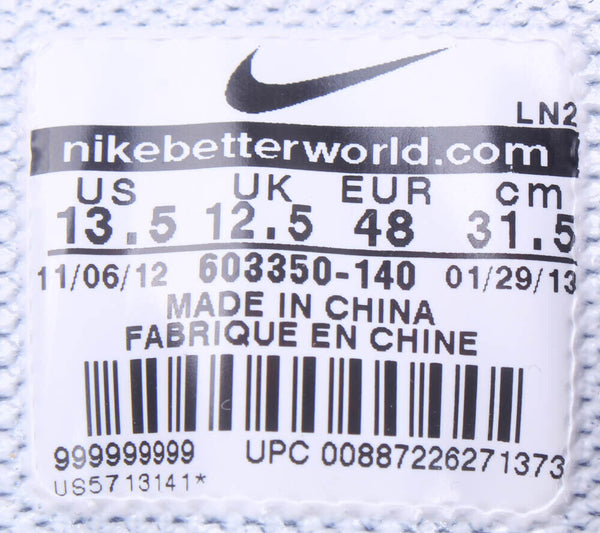 LN2
nikebetterworld.com
US UK EUR cm
13.5 12.5 48 31.5
11/06/12 603350-140 01/29/13
MADE IN CHINA
FABRIQUE EN CHINE
999999999 UPC 00887226271373
US5713141*